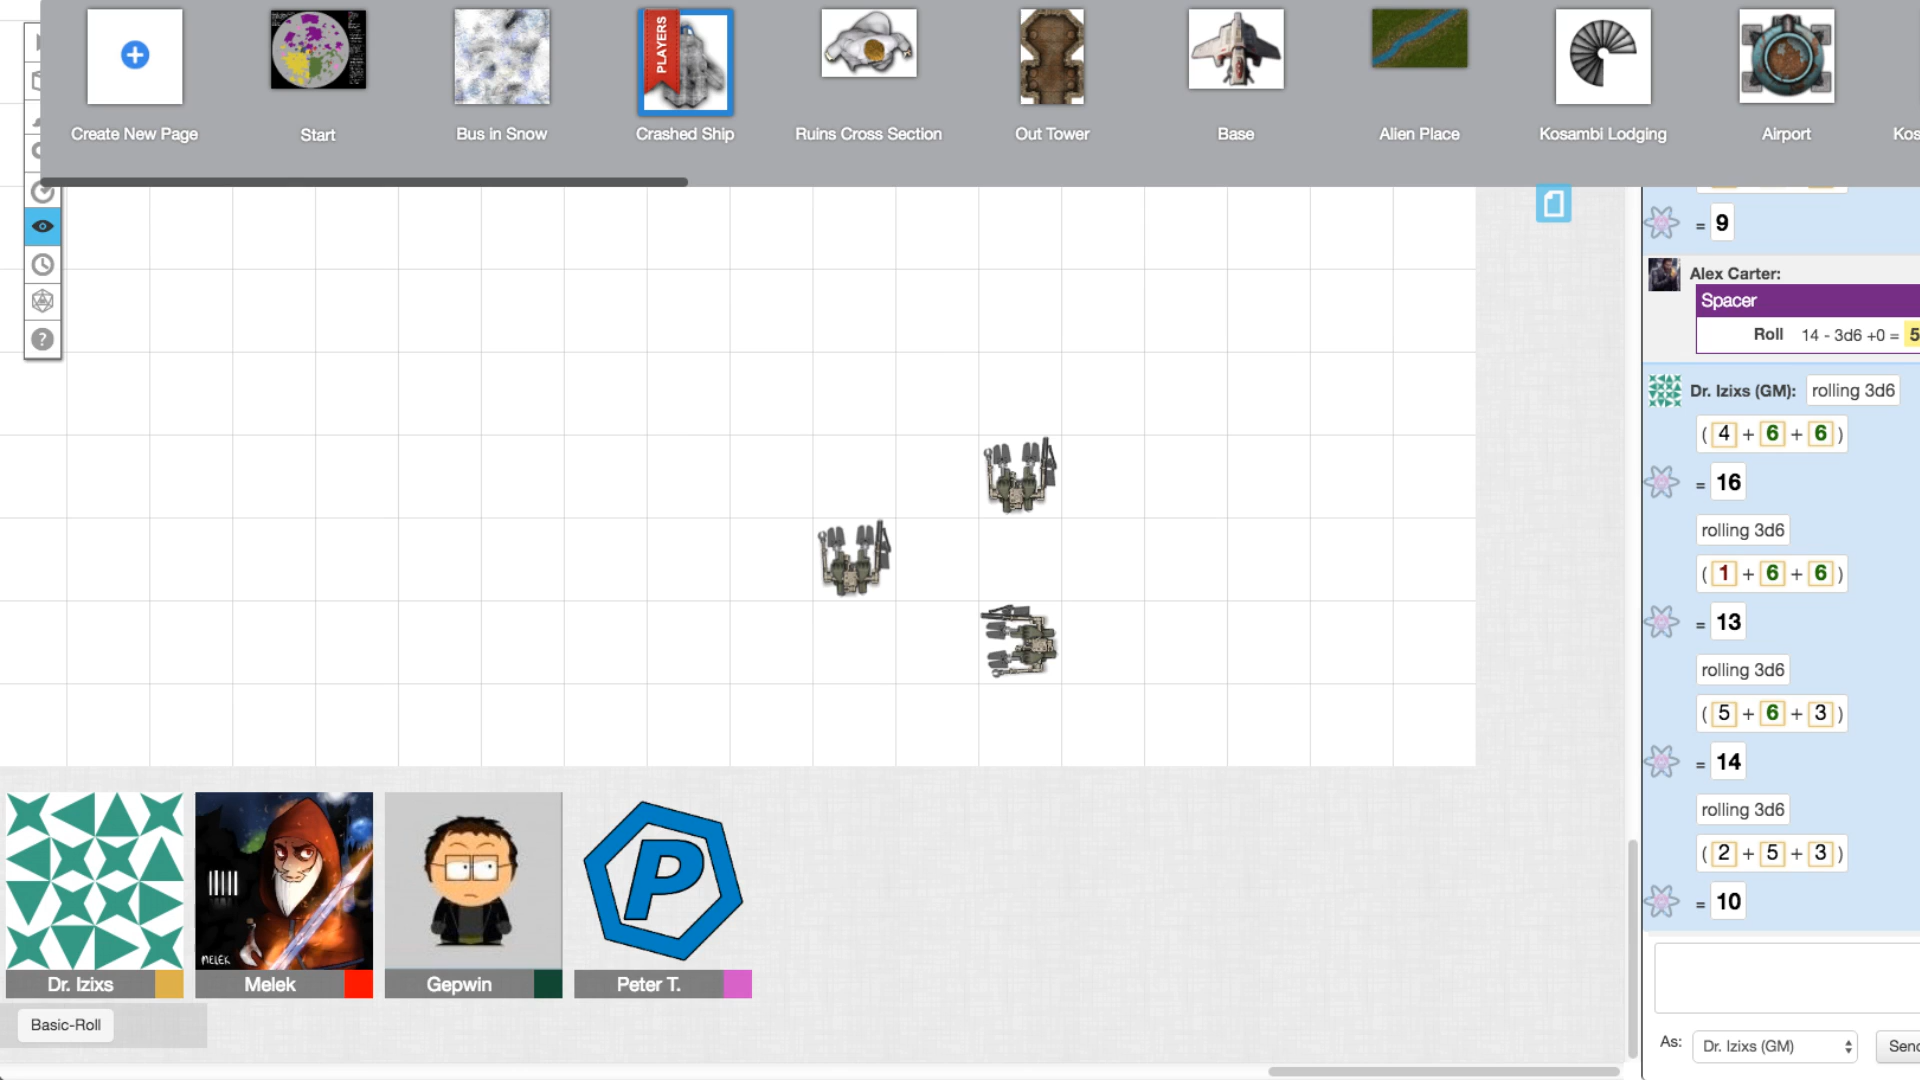 PLAYERS
Create New Page
Start
Bus in Snow
Crashed Ship
Ruins Cross Section
Out Tower
Base
Alien Place
Kosambi Lodging
Airport
Kos
= 9
Alex Carter:
Spacer
Roll 14 - 3d6 +0 = 5
Dr. Izixs (GM): rolling 3d6
( 4 + 6 + 6 )
= 16
rolling 3d6
( 1 + 6 + 6 )
= 13
rolling 3d6
( 5 + 6 + 3 )
= 14
rolling 3d6
( 2 + 5 + 3 )
= 10
MELEK
P
Dr. Izixs
Melek
Gepwin
Peter T.
Basic-Roll
As: Dr. Izixs (GM)
Send
?